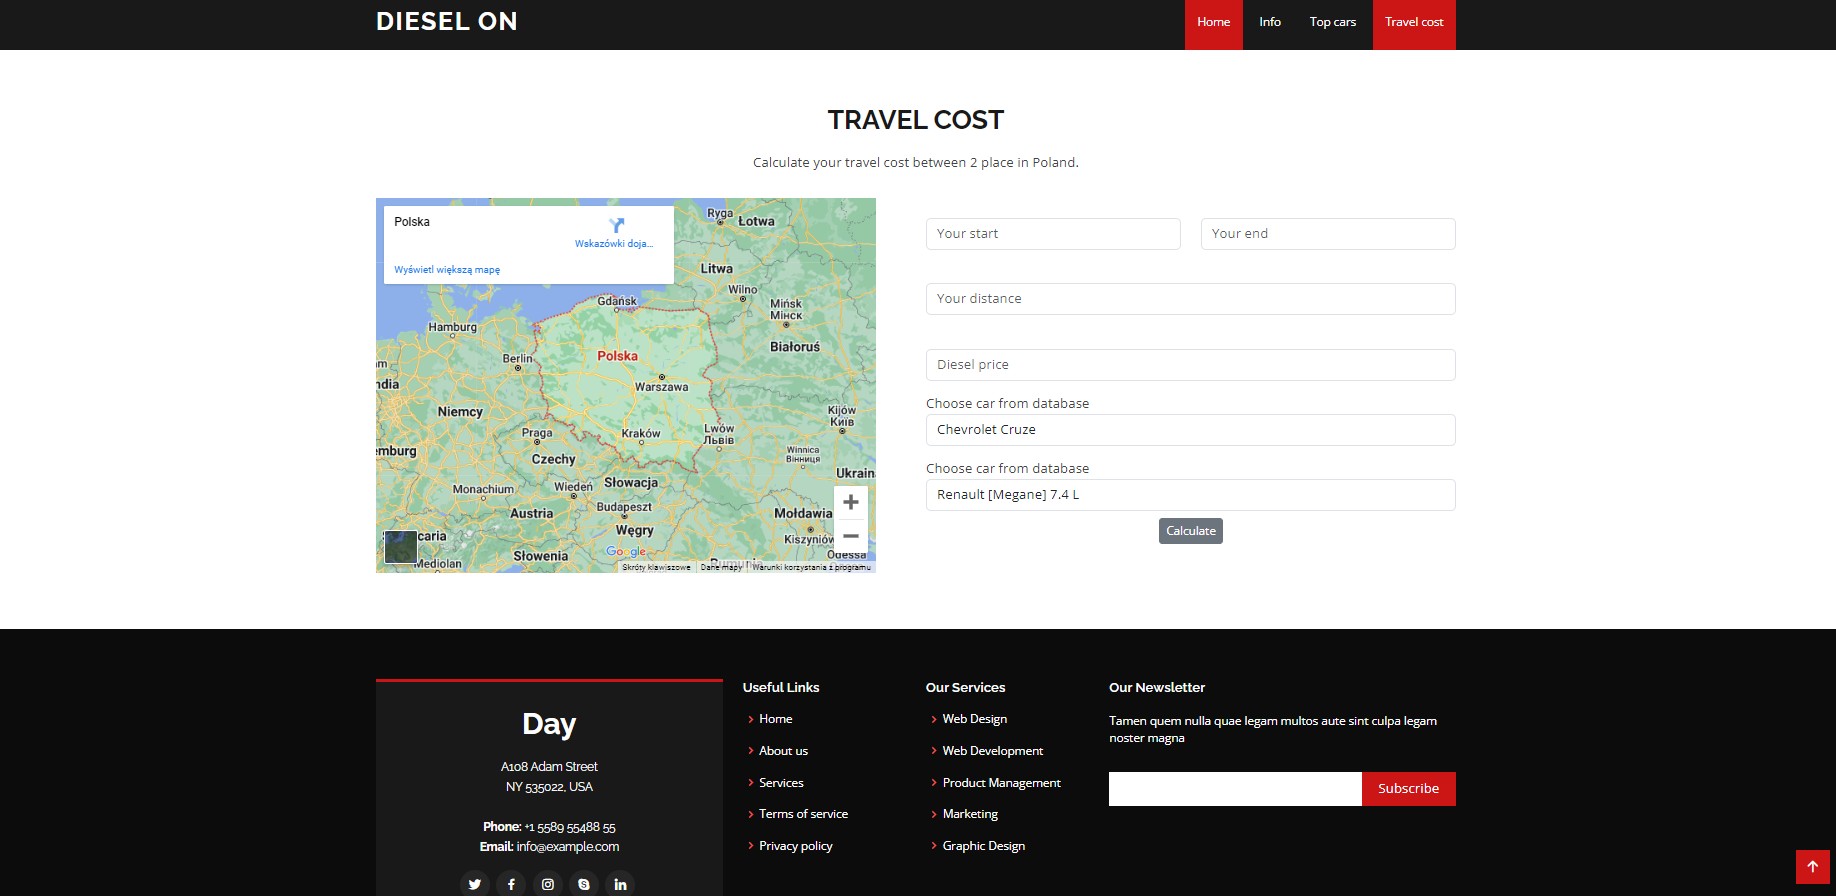 DIESEL ON
Home
Info
Top cars
Travel cost
TRAVEL COST
Calculate your travel cost between 2 place in Poland.
Polska
Wskazówki doja...
Wyświetl większą mapę
Ryga
Łotwa
Litwa
Wilno
Mińsk
Мінск
Gdańsk
Hamburg
Białoruś
Berlin
Polska
Warszawa
Niemcy
Kijów
Київ
Praga
Kraków
Lwów
Львів
Winnica
Вінниця
Czechy
Ukrain
Monachium
Wiedeń
Słowacja
Budapeszt
Austria
Węgry
Mołdawia
Kiszyniów
Słowenia
Odessa
Mediolan
Google
Rumunia
Skróty klawiszowe
Dane mapy
Warunki korzystania z programu
Your start
Your end
Your distance
Diesel price
Choose car from database
Chevrolet Cruze
Choose car from database
Renault [Megane] 7.4 L
Calculate
Day
A108 Adam Street
NY 535022, USA
Phone: +1 5589 55488 55
Email: info@example.com
Useful Links
Home
About us
Services
Terms of service
Privacy policy
Our Services
Web Design
Web Development
Product Management
Marketing
Graphic Design
Our Newsletter
Tamen quem nulla quae legam multos aute sint culpa legam
noster magna
Subscribe